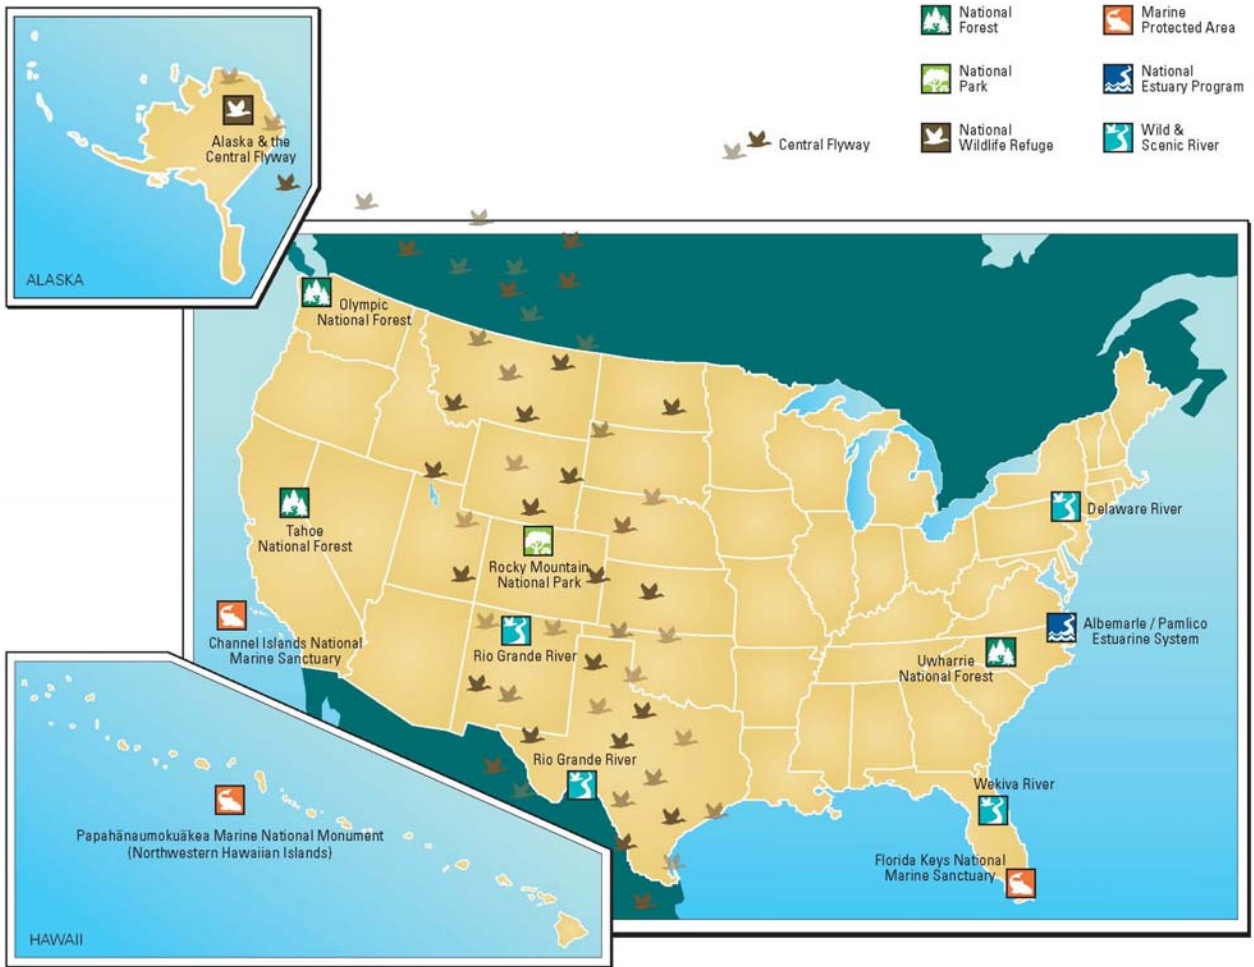 National
Forest
Marine
Protected Area
National
Park
National
Estuary Program
Central Flyway
National
Wildlife Refuge
Wild &
Scenic River
Alaska & the
Central Flyway
ALASKA
Olympic
National Forest
Tahoe
National Forest
Rocky Mountain
National Park
Delaware River
Channel Islands National
Marine Sanctuary
Rio Grande River
Albemarle / Pamlico
Estuarine System
Uwharrie
National Forest
Rio Grande River
Wekiva River
Papahānaumokuākea Marine National Monument
(Northwestern Hawaiian Islands)
Florida Keys National
Marine Sanctuary
HAWAII